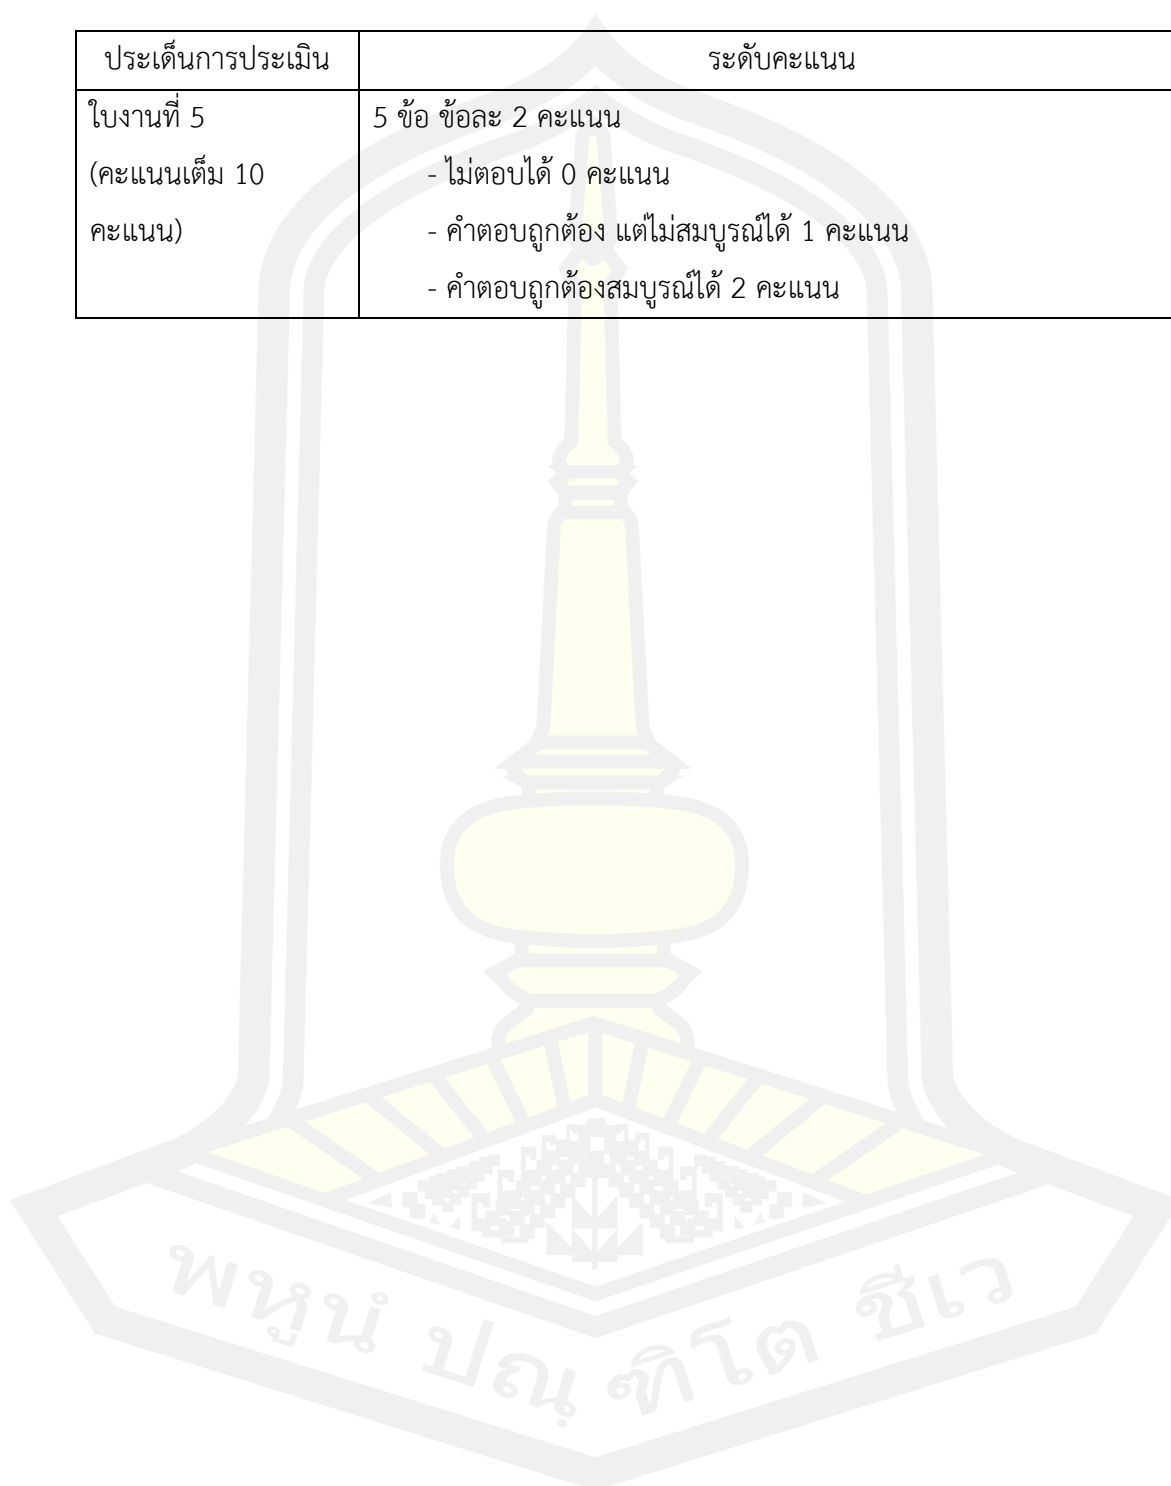 ประเด็นการประเมิน ระดับคะแนน
ใบงานที่ 5 5 ข้อ ข้อละ 2 คะแนน
(คะแนนเต็ม 10 - ไม่ตอบได้ 0 คะแนน
คะแนน) - คำตอบถูกต้อง แต่ไม่สมบูรณ์ได้ 1 คะแนน
- คำตอบถูกต้องสมบูรณ์ได้ 2 คะแนน
พหูนํ ปณฺ ฑิโต ชีเว